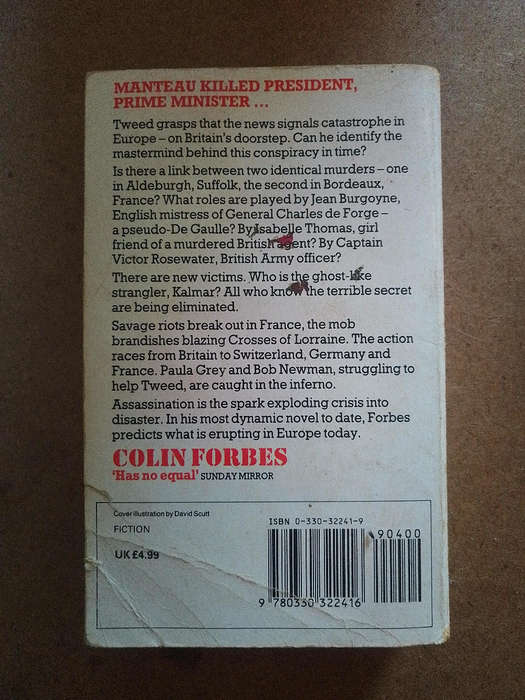 MANTEAU KILLED PRESIDENT,
PRIME MINISTER ...
Tweed grasps that the news signals catastrophe in
Europe – on Britain's doorstep. Can he identify the
mastermind behind this conspiracy in time?
Is there a link between two identical murders – one
in Aldeburgh, Suffolk, the second in Bordeaux,
France? What roles are played by Jean Burgoyne,
English mistress of General Charles de Forge –
a pseudo-De Gaulle? By Isabelle Thomas, girl
friend of a murdered British agent? By Captain
Victor Rosewater, British Army officer?
There are new victims. Who is the ghost-like
strangler, Kalmar? All who know the terrible secret
are being eliminated.
Savage riots break out in France, the mob
brandishes blazing Crosses of Lorraine. The action
races from Britain to Switzerland, Germany and
France. Paula Grey and Bob Newman, struggling to
help Tweed, are caught in the inferno.
Assassination is the spark exploding crisis into
disaster. In his most dynamic novel to date, Forbes
predicts what is erupting in Europe today.
COLIN FORBES
'Has no equal' SUNDAY MIRROR
Cover illustration by David Scutt
FICTION
UK £4.99
ISBN 0-330-32241-9
90400
9 780330 322416